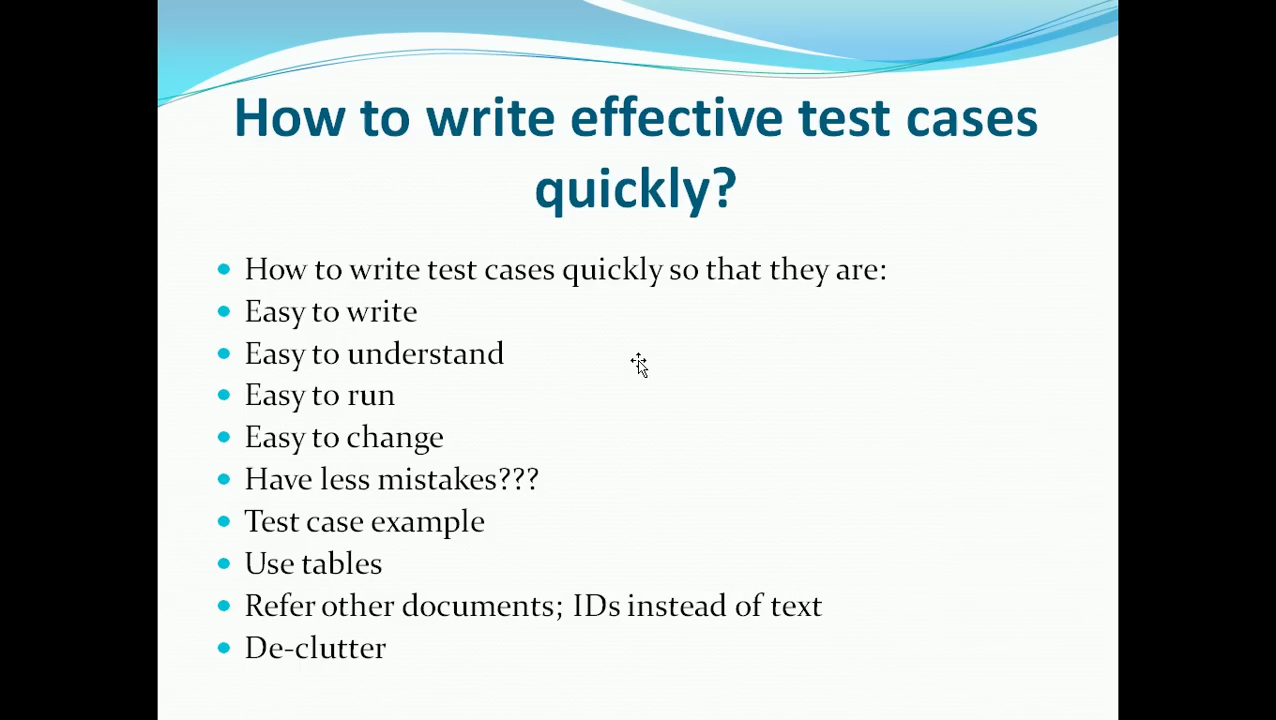 How to write effective test cases
quickly?
How to write test cases quickly so that they are:
Easy to write
Easy to understand
Easy to run
Easy to change
Have less mistakes???
Test case example
Use tables
Refer other documents; IDs instead of text
De-clutter